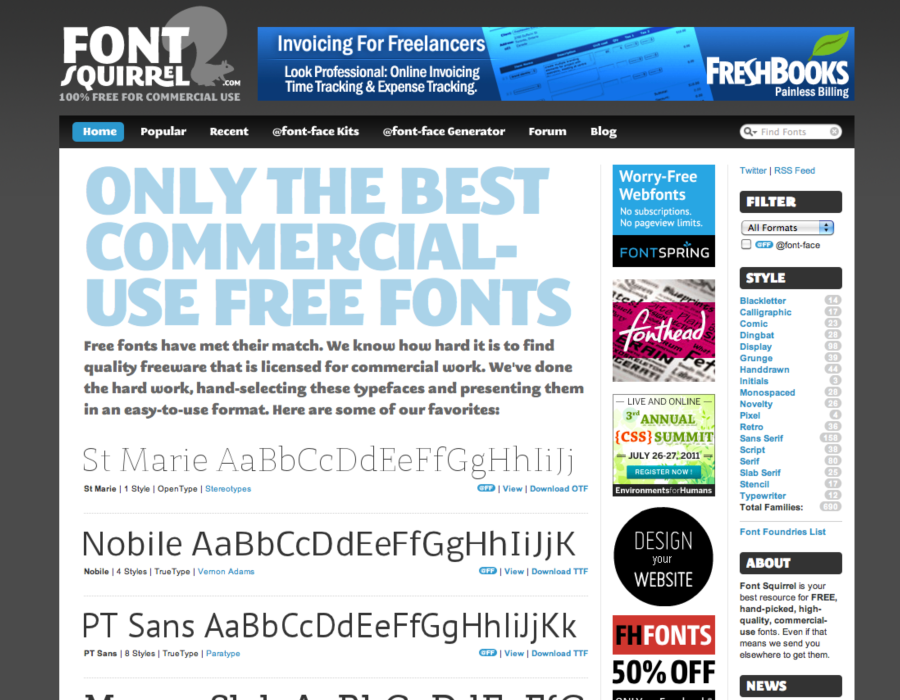 FONT
SQUIRREL .COM
100% FREE FOR COMMERCIAL USE
Invoicing For Freelancers
Look Professional: Online Invoicing
Time Tracking & Expense Tracking.
FRESHBOOKS
Painless Billing
Home Popular Recent @font-face Kits @font-face Generator Forum Blog
Find Fonts
ONLY THE BEST
COMMERCIAL-
USE FREE FONTS
Free fonts have met their match. We know how hard it is to find
quality freeware that is licensed for commercial work. We've done
the hard work, hand-selecting these typefaces and presenting them
in an easy-to-use format. Here are some of our favorites:
St Marie AaBbCcDdEeFfGgHhIiJj
St Marie | 1 Style | OpenType | Stereotypes
@FF | View | Download OTF
Nobile AaBbCcDdEeFfGgHhIiJjK
Nobile | 4 Styles | TrueType | Vernon Adams
@FF | View | Download TTF
PT Sans AaBbCcDdEeFfGgHhIiJjKk
PT Sans | 8 Styles | TrueType | Paratype
@FF | View | Download TTF
Worry-Free
Webfonts
No subscriptions.
No pageview limits.
FONTSPRING
fonthead
LIVE AND ONLINE
3rd ANNUAL
{CSS} SUMMIT
JULY 26-27, 2011
REGISTER NOW!
EnvironmentsforHumans
DESIGN
your
WEBSITE
FHFONTS
50% OFF
Twitter | RSS Feed
FILTER
All Formats
@FF @font-face
STYLE
Blackletter 14
Calligraphic 17
Comic 23
Dingbat 28
Display 98
Grunge 39
Handdrawn 44
Initials 3
Monospaced 28
Novelty 26
Pixel 4
Retro 36
Sans Serif 158
Script 38
Serif 60
Slab Serif 25
Stencil 17
Typewriter 12
Total Families: 690
Font Foundries List
ABOUT
Font Squirrel is your
best resource for FREE,
hand-picked, high-
quality, commercial-
use fonts. Even if that
means we send you
elsewhere to get them.
NEWS